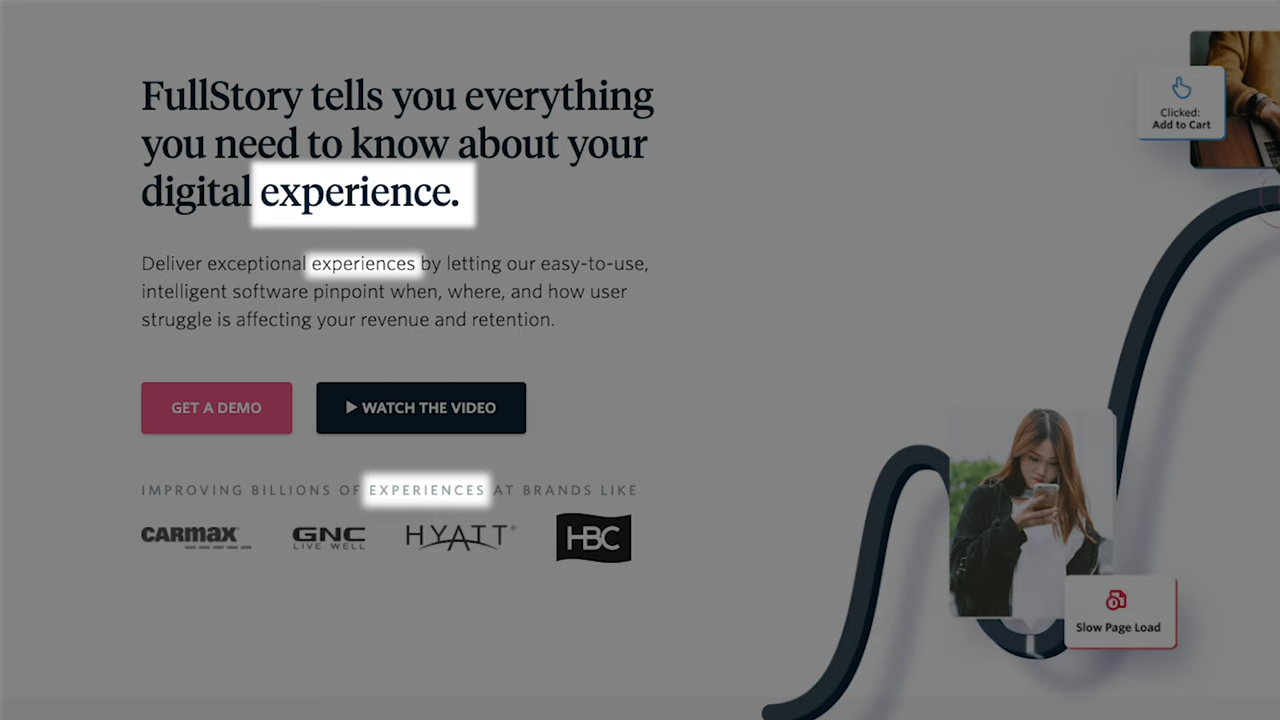 FullStory tells you everything
you need to know about your
digital experience.
Deliver exceptional experiences by letting our easy-to-use,
intelligent software pinpoint when, where, and how user
struggle is affecting your revenue and retention.
GET A DEMO
WATCH THE VIDEO
IMPROVING BILLIONS OF EXPERIENCES AT BRANDS LIKE
CARMAX
GNC
LIVE WELL
HYATT®
HBC
Clicked:
Add to Cart
Slow Page Load